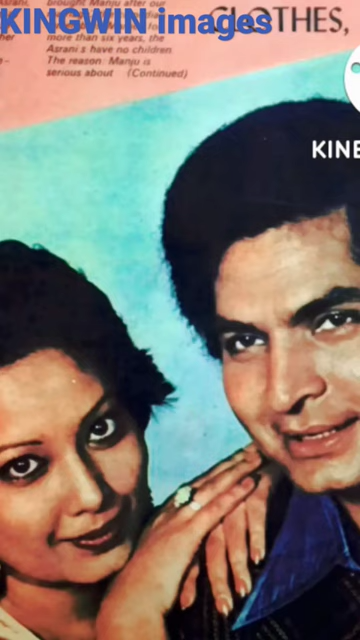 KINGWIN images
CLOTHES,
brought Manju after our
more than six years, the
Asrani s have no children.
The reason: Manju is
serious about (Continued)
KINE